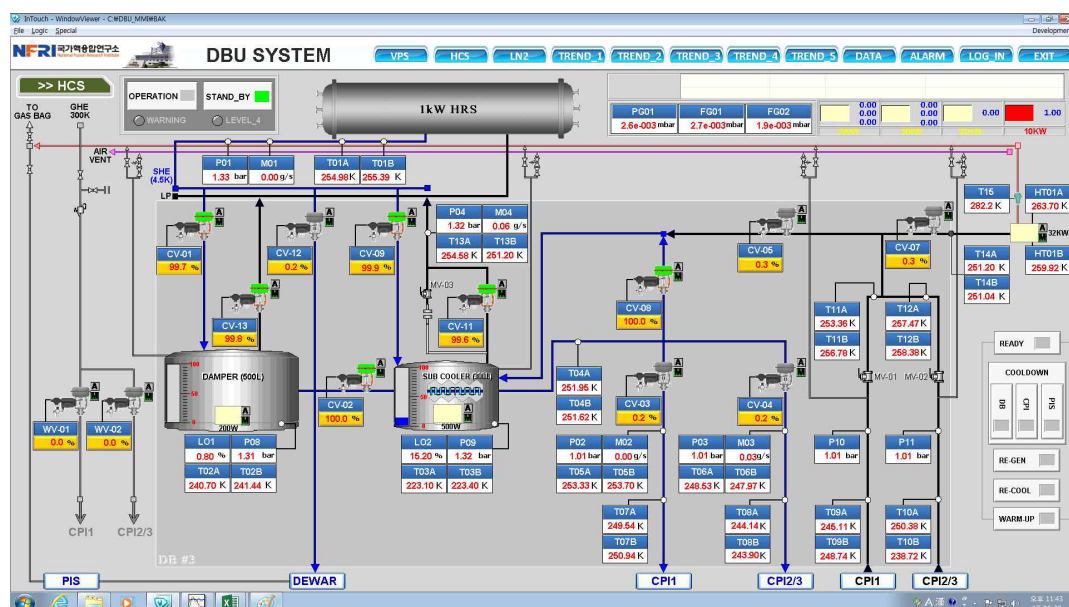 InTouch - WindowViewer - C:₩DBU_MMI₩BAK
File Logic Special
Development
NFRI 국가핵융합연구소
DBU SYSTEM
VPS HCS LN2 TREND_1 TREND_2 TREND_3 TREND_4 TREND_5 DATA ALARM LOG_IN EXIT
>> HCS
OPERATION STAND_BY
WARNING LEVEL_4
1kW HRS
PG01 FG01 FG02
2.6e-003 mbar 2.7e-003 mbar 1.9e-003 mbar
0.00 0.00 0.00 1.00
0.00 0.00
0.00 0.00
10KW
TO GAS BAG
GHE 300K
AIR VENT
SHE (4.5K)
LP
P01 M01 T01A T01B
1.33 bar 0.00 g/s 254.98 K 255.39 K
P04 M04
1.32 bar 0.06 g/s
T13A T13B
254.58 K 251.20 K
T15
282.2 K
HT01A
263.70 K
32KW
HT01B
259.92 K
T14A
251.20 K
T14B
251.04 K
CV-01
99.7 %
CV-12
0.2 %
CV-09
99.9 %
CV-05
0.3 %
CV-07
0.3 %
MV-03
CV-13
99.8 %
CV-11
99.6 %
CV-08
100.0 %
T11A
253.36 K
T11B
256.78 K
T12A
257.47 K
T12B
258.38 K
MV-01 MV-02
READY
COOLDOWN
DB CPI PIS
RE-GEN
RE-COOL
WARM-UP
DAMPER (500L)
100
50
0
200W
SUB COOLER (300L)
100
50
0
500W
CV-02
100.0 %
T04A
251.95 K
T04B
251.62 K
CV-03
0.2 %
CV-04
0.2 %
WV-01
0.0 %
WV-02
0.0 %
LO1 P08
0.80 % 1.31 bar
T02A T02B
240.70 K 241.44 K
LO2 P09
15.20 % 1.32 bar
T03A T03B
223.10 K 223.40 K
P02 M02
1.01 bar 0.00 g/s
T05A T05B
253.33 K 253.70 K
P03 M03
1.01 bar 0.03 g/s
T06A T06B
248.53 K 247.97 K
P10
1.01 bar
P11
1.01 bar
T07A
249.54 K
T07B
250.94 K
T08A
244.14 K
T08B
243.90 K
T09A
245.11 K
T09B
248.74 K
T10A
250.38 K
T10B
238.72 K
CPI1 CPI2/3
DB #3
PIS DEWAR CPI1 CPI2/3 CPI1 CPI2/3
오후 11:43